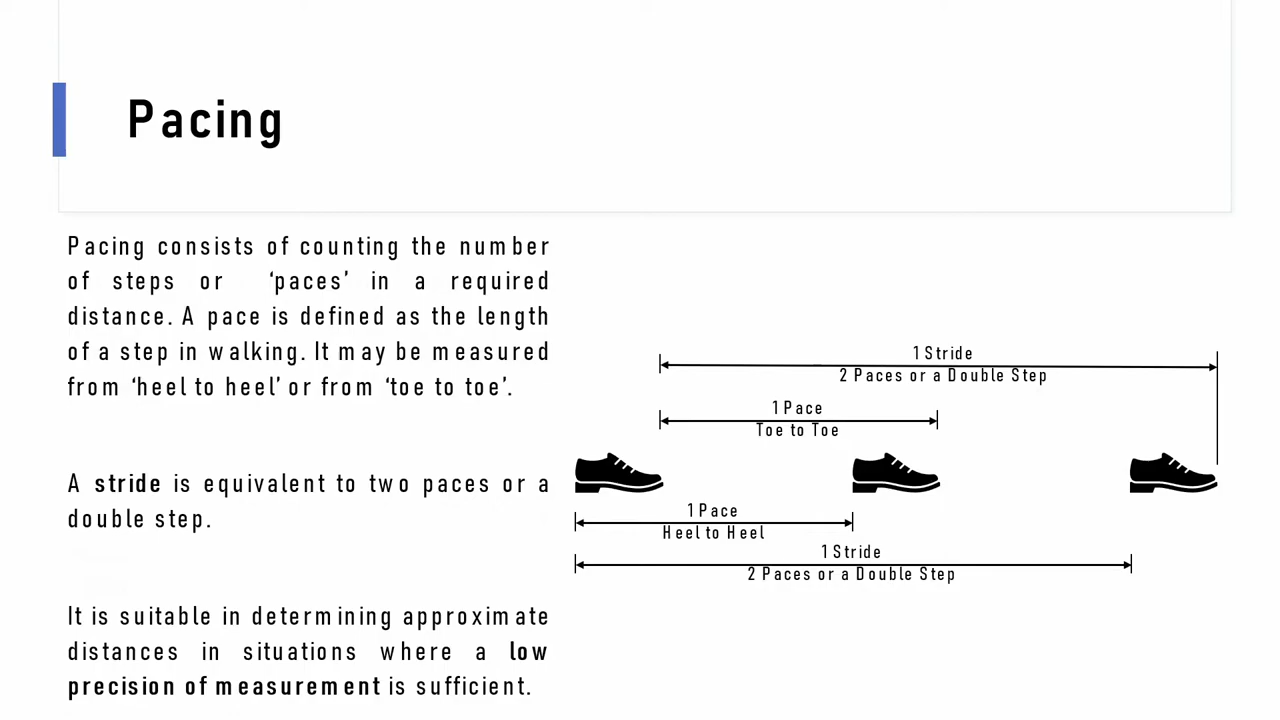 Pacing
Pacing consists of counting the number
of steps or ‘paces’ in a required
distance. A pace is defined as the length
of a step in walking. It may be measured
from ‘heel to heel’ or from ‘toe to toe’.
A stride is equivalent to two paces or a
double step.
It is suitable in determining approximate
distances in situations where a low
precision of measurement is sufficient.
1 Stride
2 Paces or a Double Step
1 Pace
Toe to Toe
1 Pace
Heel to Heel
1 Stride
2 Paces or a Double Step